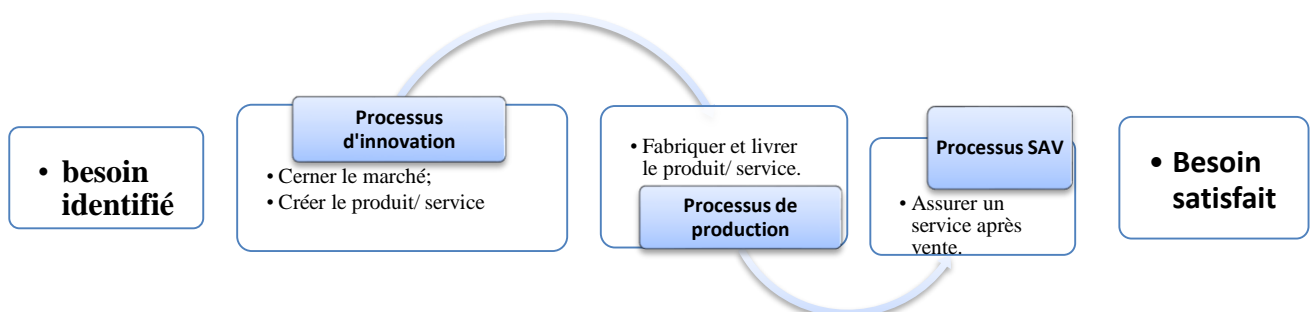 • besoin
identifié
Processus
d'innovation
• Cerner le marché;
• Créer le produit/ service
• Fabriquer et livrer
le produit/ service.
Processus de
production
Processus SAV
• Assurer un
service après
vente.
• Besoin
satisfait